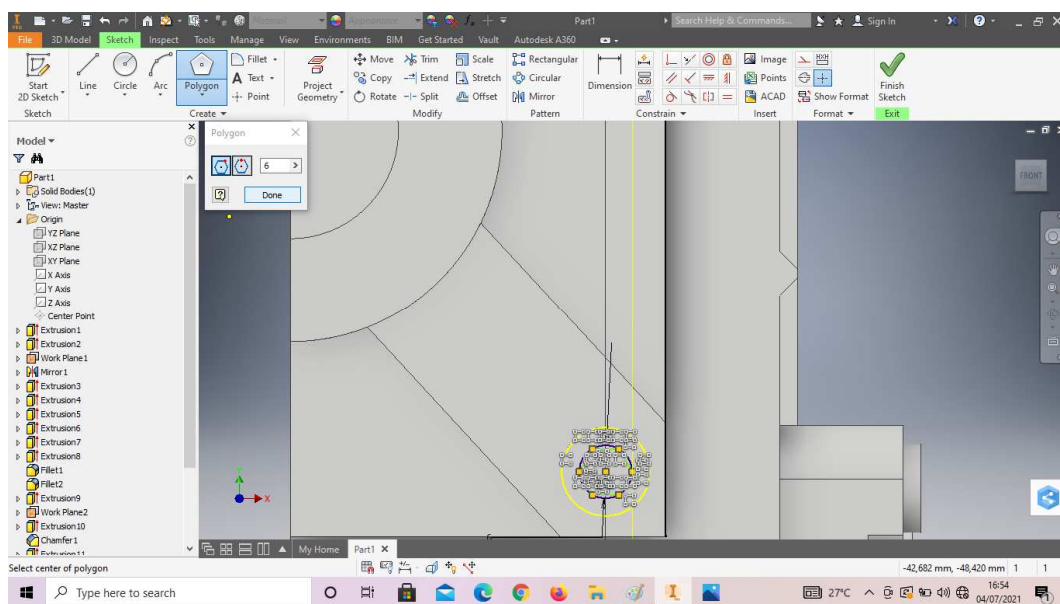 PRO
Material
Appearance
Part1
Search Help & Commands...
Sign In
File 3D Model Sketch Inspect Tools Manage View Environments BIM Get Started Vault Autodesk A360
Start
2D Sketch
Line
Circle
Arc
Polygon
Fillet
Text
Point
Project
Geometry
Move Trim Scale
Copy Extend Stretch
Rotate Split Offset
Rectangular
Circular
Mirror
Dimension
Image
Points
ACAD
Show Format
Finish
Sketch
Sketch Create Modify Pattern Constrain Insert Format Exit
Model
Polygon
6
Done
FRONT
Part1
Solid Bodies(1)
View: Master
Origin
YZ Plane
XZ Plane
XY Plane
X Axis
Y Axis
Z Axis
Center Point
Extrusion1
Extrusion2
Work Plane1
Mirror1
Extrusion3
Extrusion4
Extrusion5
Extrusion6
Extrusion7
Extrusion8
Fillet1
Fillet2
Extrusion9
Work Plane2
Extrusion10
Chamfer1
Extrusion11
X
My Home Part1
Select center of polygon
-42,682 mm, -48,420 mm 1 1
Type here to search
27°C
16:54
04/07/2021